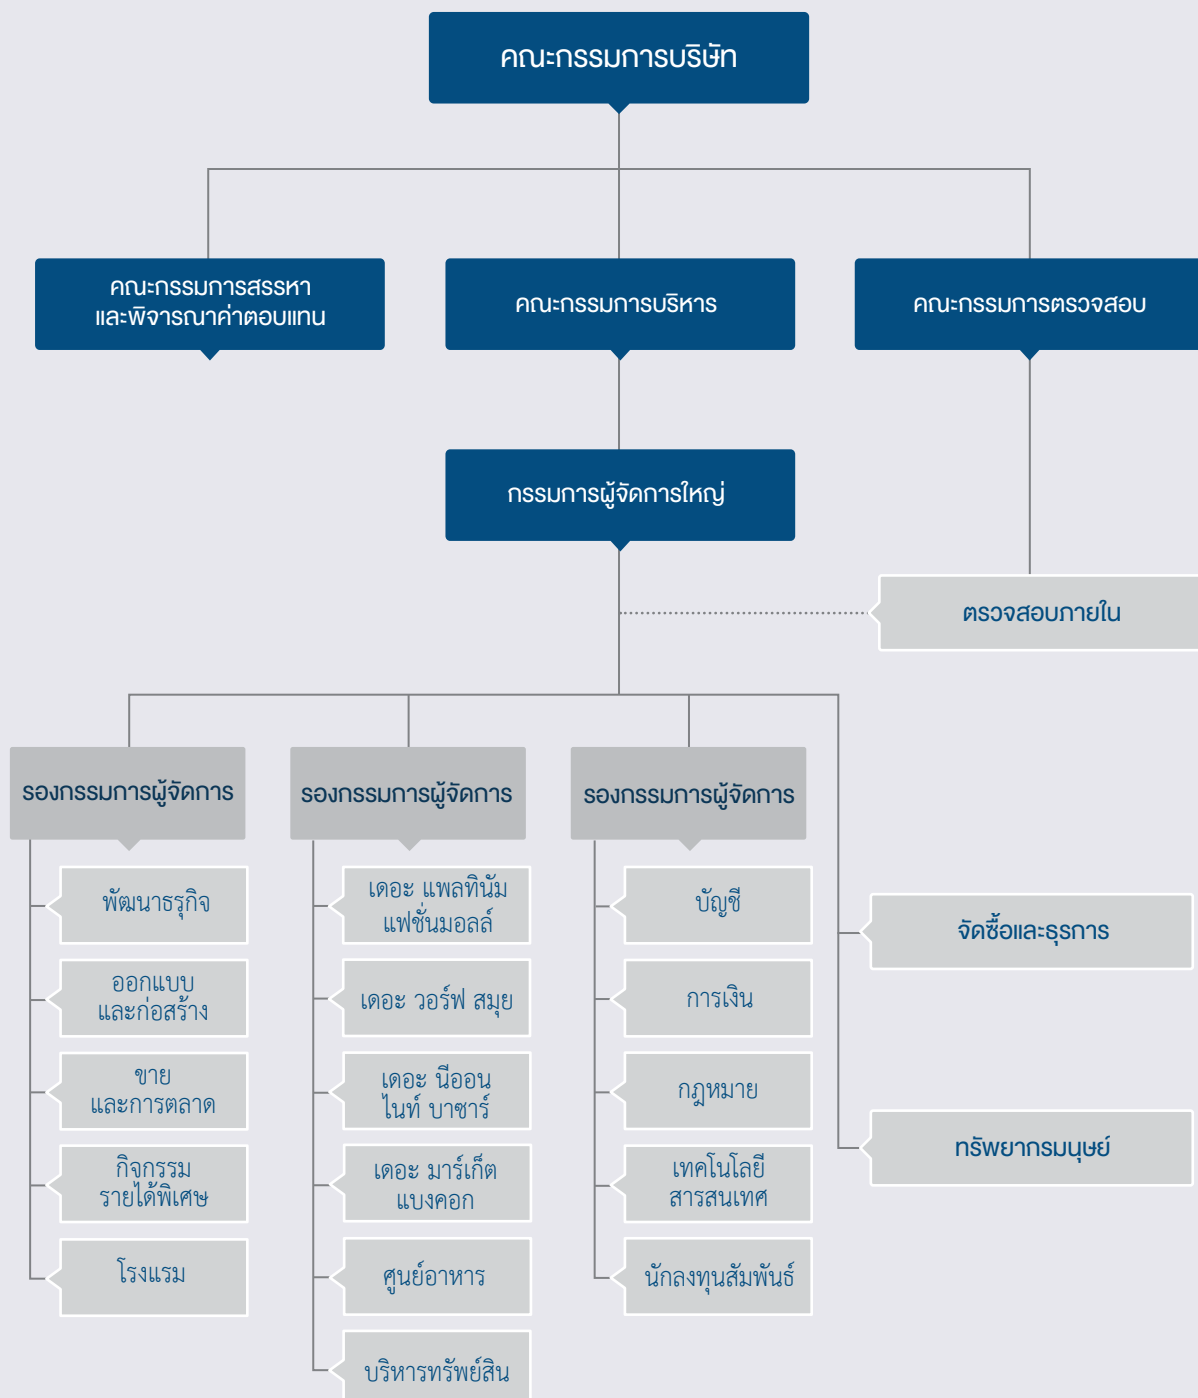 คณะกรรมการบริษัท
คณะกรรมการสรรหา
และพิจารณาค่าตอบแทน
คณะกรรมการบริหาร
คณะกรรมการตรวจสอบ
กรรมการผู้จัดการใหญ่
ตรวจสอบภายใน
รองกรรมการผู้จัดการ
พัฒนาธุรกิจ
ออกแบบ
และก่อสร้าง
ขาย
และการตลาด
กิจกรรม
รายได้พิเศษ
โรงแรม
รองกรรมการผู้จัดการ
เดอะ แพลทินัม
แฟชั่นมอลล์
เดอะ วอร์ฟ สมุย
เดอะ นีออน
ไนท์ บาซาร์
เดอะ มาร์เก็ต
แบงคอก
ศูนย์อาหาร
บริหารทรัพย์สิน
รองกรรมการผู้จัดการ
บัญชี
การเงิน
กฎหมาย
เทคโนโลยี
สารสนเทศ
นักลงทุนสัมพันธ์
จัดซื้อและธุรการ
ทรัพยากรมนุษย์